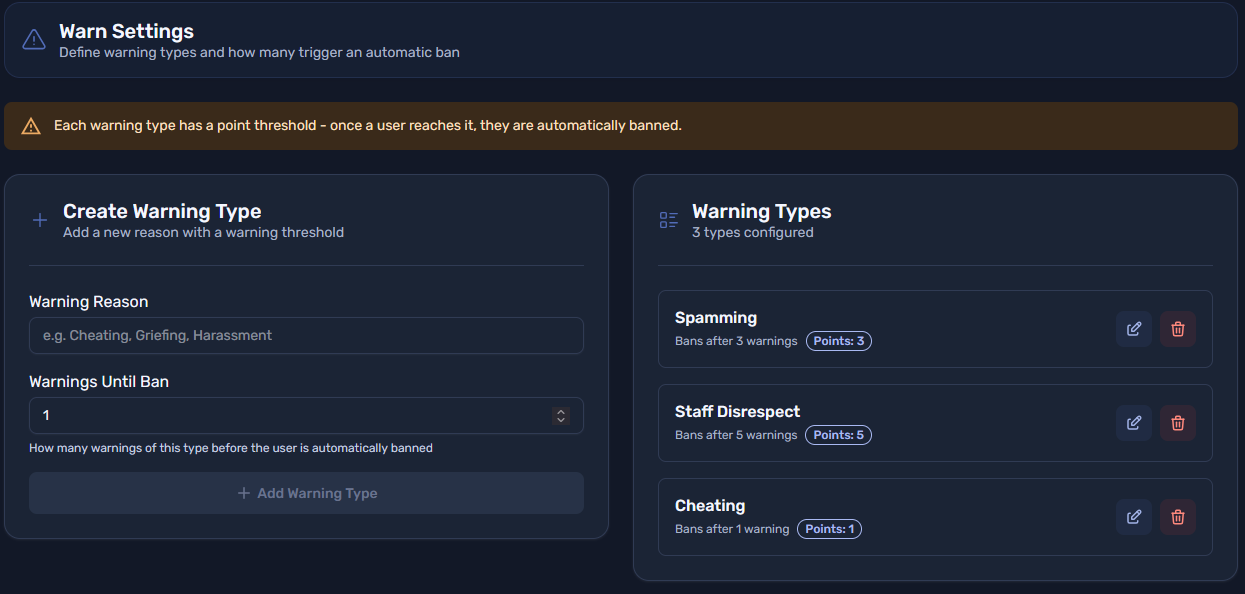 Warn Settings
Define warning types and how many trigger an automatic ban
Each warning type has a point threshold - once a user reaches it, they are automatically banned.
Create Warning Type
Add a new reason with a warning threshold
Warning Reason
e.g. Cheating, Griefing, Harassment
Warnings Until Ban
1
How many warnings of this type before the user is automatically banned
Add Warning Type
Warning Types
3 types configured
Spamming
Bans after 3 warnings Points: 3
Staff Disrespect
Bans after 5 warnings Points: 5
Cheating
Bans after 1 warning Points: 1